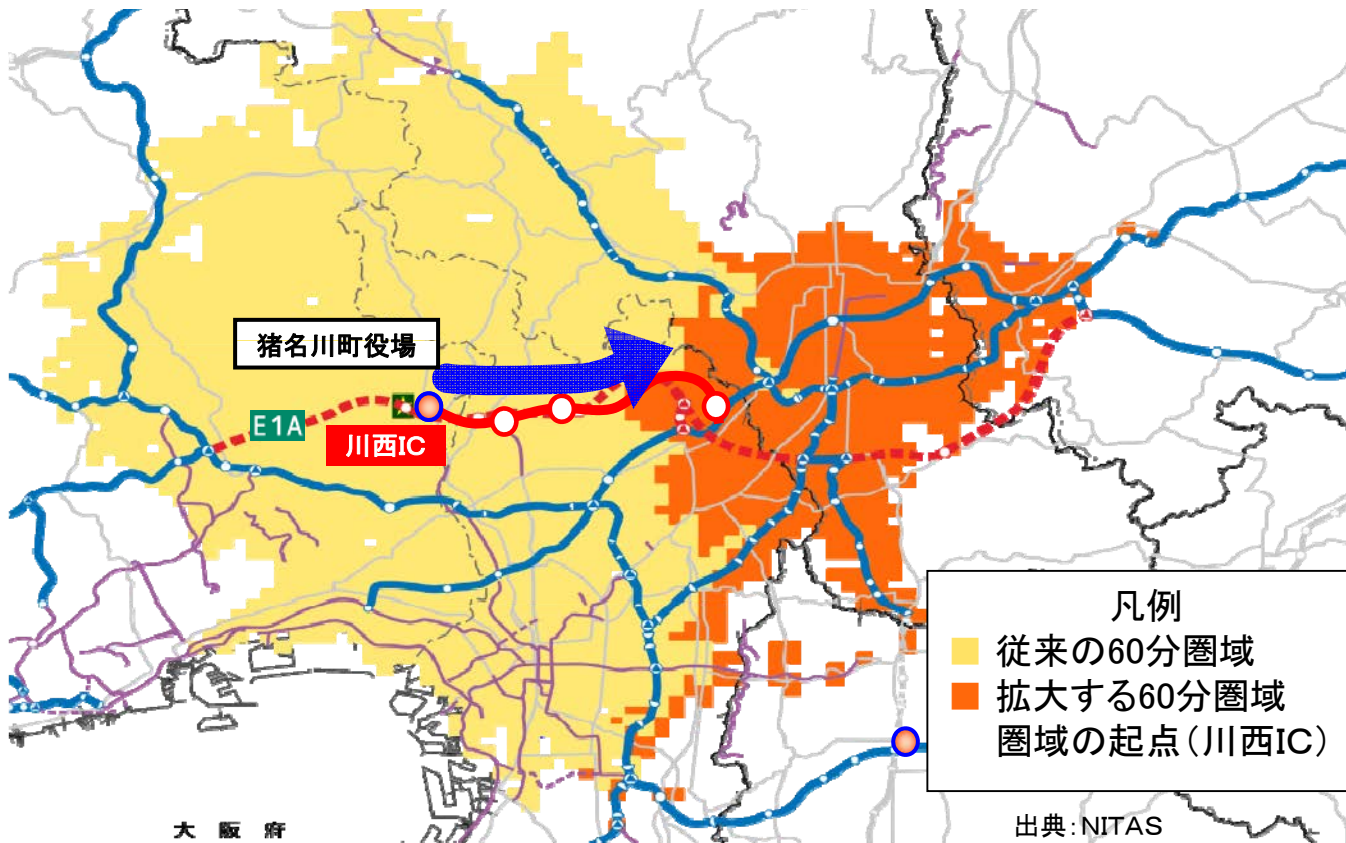 猪名川町役場
E1A
川西IC
凡例
従来の60分圏域
拡大する60分圏域
圏域の起点（川西IC）
大阪府
出典：NITAS